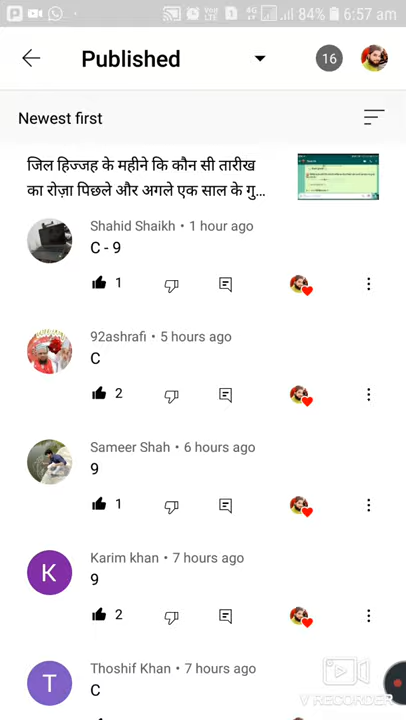 84% 6:57 am
Published
16
Newest first
जिल हिज्जह के महीने कि कौन सी तारीख
का रोज़ा पिछले और अगले एक साल के गु...
Shahid Shaikh • 1 hour ago
C - 9
1
92ashrafi • 5 hours ago
C
2
Sameer Shah • 6 hours ago
9
1
K
Karim khan • 7 hours ago
9
2
T
Thoshif Khan • 7 hours ago
C
V RECORDER